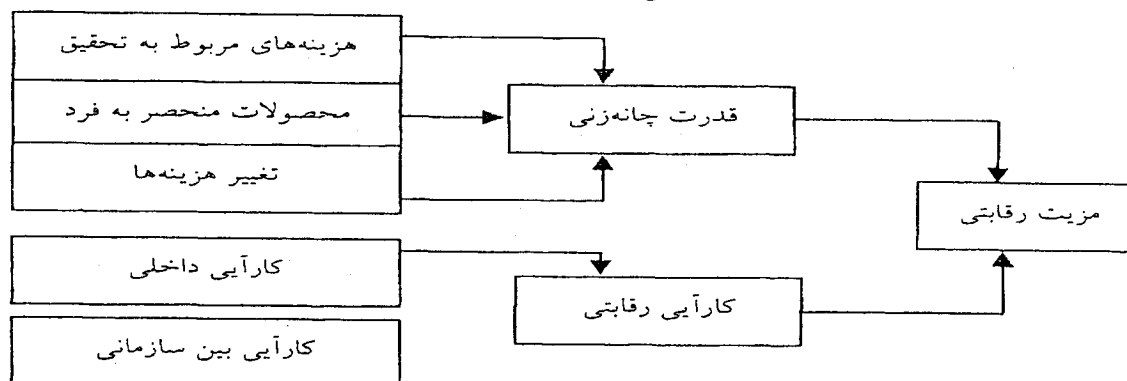 هزینه‌های مربوط به تحقیق
محصولات منحصر به فرد
تغییر هزینه‌ها
قدرت چانه‌زنی
مزیت رقابتی
کارآیی داخلی
کارآیی رقابتی
کارآیی بین سازمانی